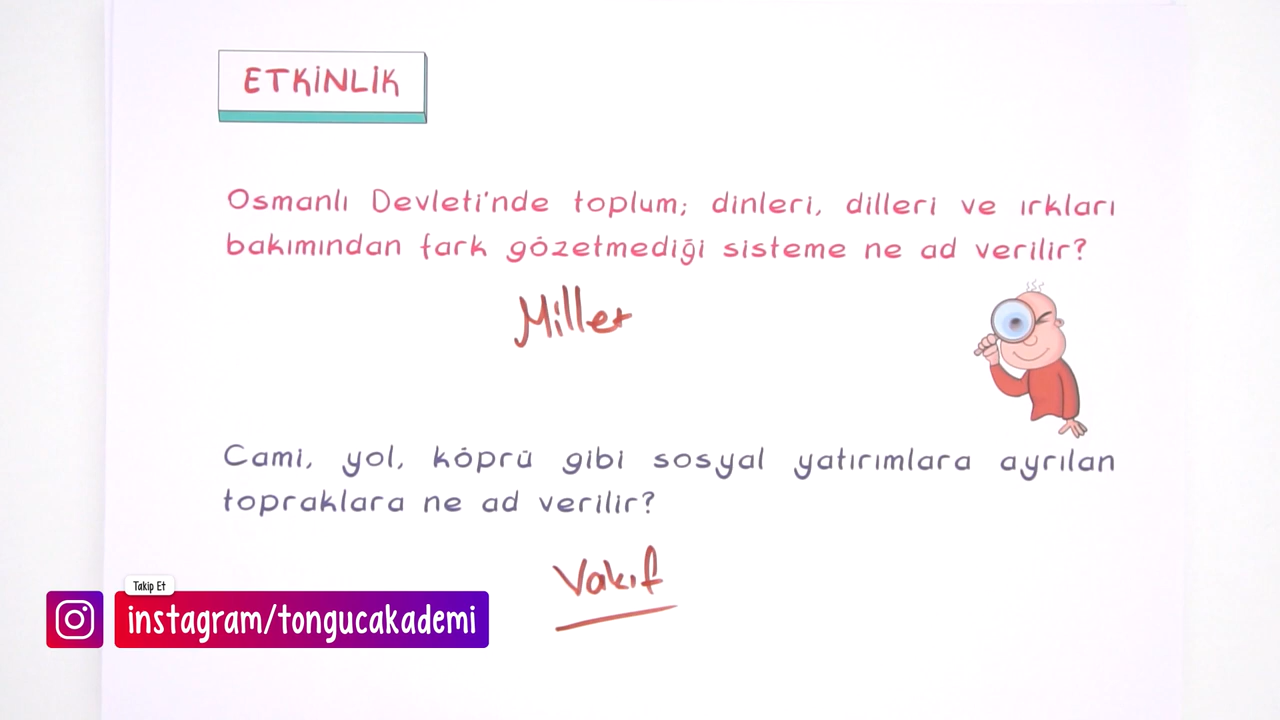 ETKİNLİK
Osmanlı Devleti'nde toplum; dinleri, dilleri ve ırkları
bakımından fark gözetmediği sisteme ne ad verilir?
Millet
Cami, yol, köprü gibi sosyal yatırımlara ayrılan
topraklara ne ad verilir?
Vakıf
Takip Et
instagram/tongucakademi